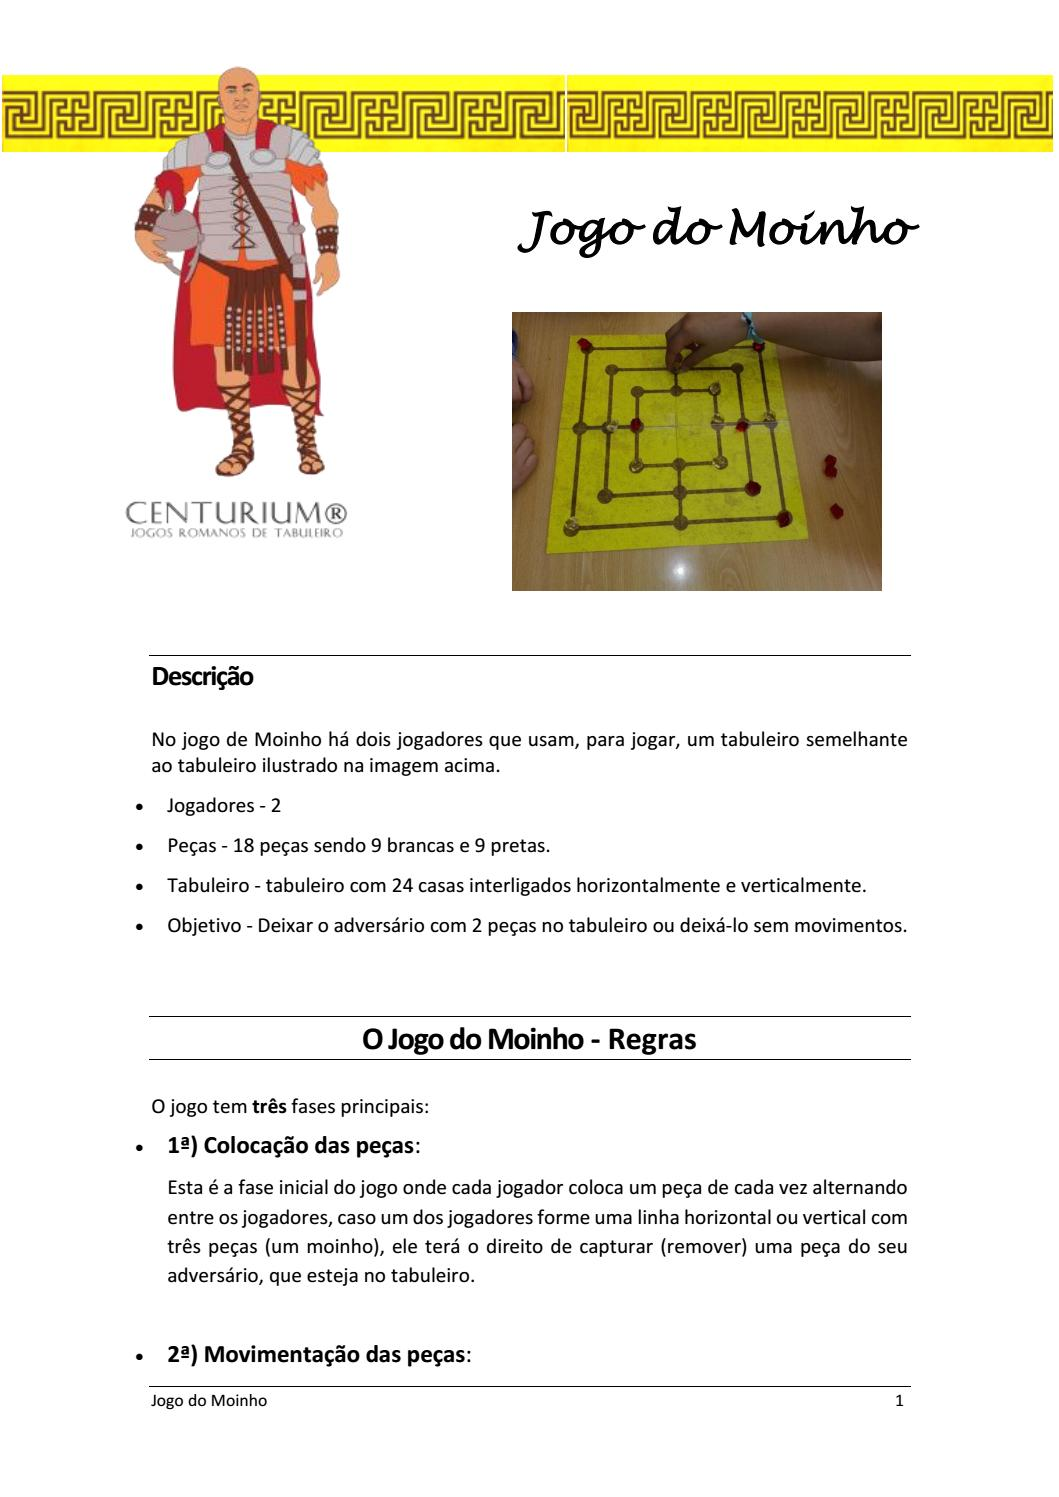 Jogo do Moinho
CENTURIUM®
JOGOS ROMANOS DE TABULEIRO
Descrição
No jogo de Moinho há dois jogadores que usam, para jogar, um tabuleiro semelhante
ao tabuleiro ilustrado na imagem acima.
• Jogadores - 2
• Peças - 18 peças sendo 9 brancas e 9 pretas.
• Tabuleiro - tabuleiro com 24 casas interligados horizontalmente e verticalmente.
• Objetivo - Deixar o adversário com 2 peças no tabuleiro ou deixá-lo sem movimentos.
O Jogo do Moinho - Regras
O jogo tem três fases principais:
• 1ª) Colocação das peças:
Esta é a fase inicial do jogo onde cada jogador coloca um peça de cada vez alternando
entre os jogadores, caso um dos jogadores forme uma linha horizontal ou vertical com
três peças (um moinho), ele terá o direito de capturar (remover) uma peça do seu
adversário, que esteja no tabuleiro.
• 2ª) Movimentação das peças:
Jogo do Moinho 1